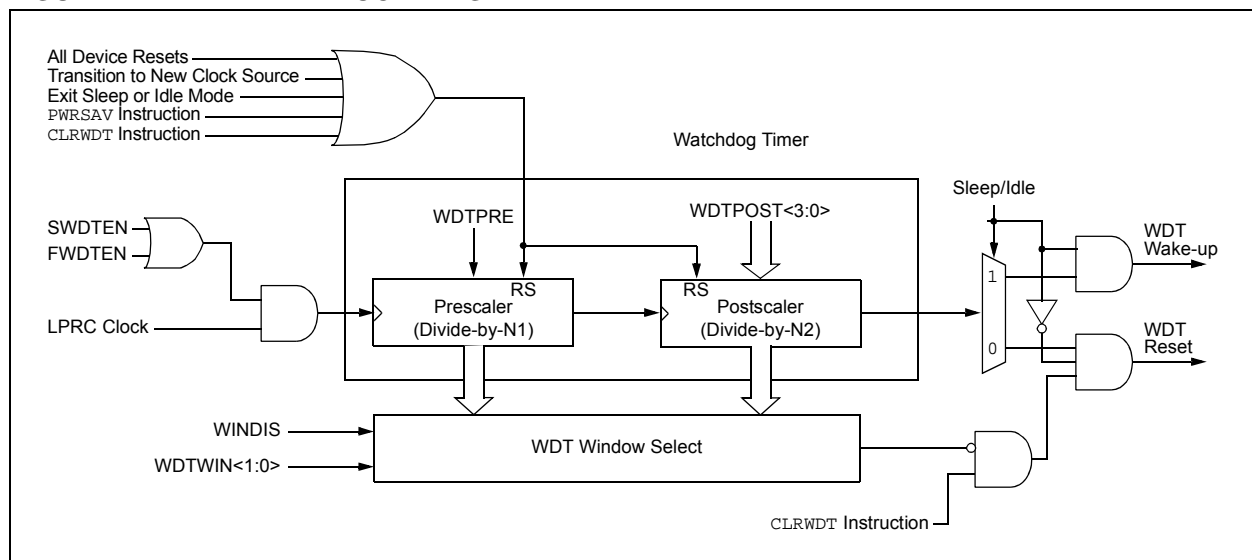 All Device Resets
Transition to New Clock Source
Exit Sleep or Idle Mode
PWRSAV Instruction
CLRWDT Instruction
Watchdog Timer
Sleep/Idle
SWDTEN
FWDTEN
WDTPRE
WDTPOST<3:0>
WDT
Wake-up
RS
RS
1
Prescaler
(Divide-by-N1)
Postscaler
(Divide-by-N2)
LPRC Clock
0
WDT
Reset
WINDIS
WDT Window Select
WDTWIN<1:0>
CLRWDT Instruction